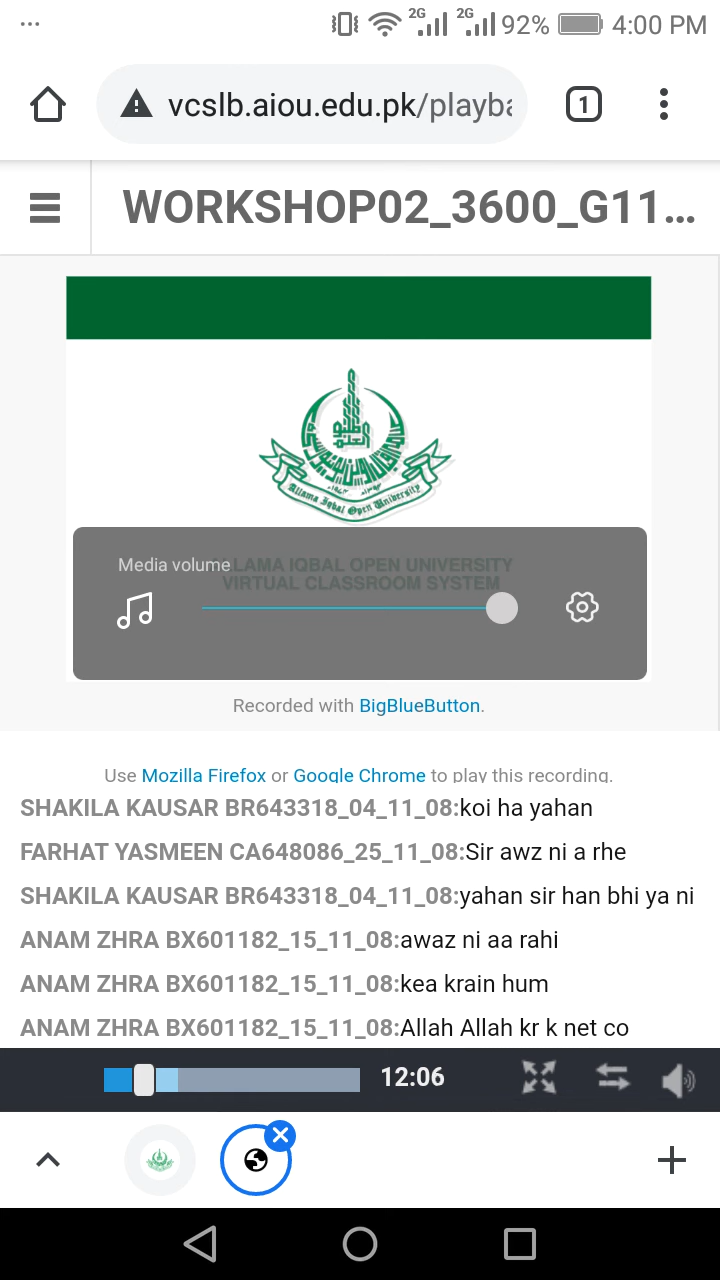 ...
2G 2G 92% 4:00 PM
1
vcslb.aiou.edu.pk/playba
WORKSHOP02_3600_G11...
Allama Iqbal Open University
Media volume
ALLAMA IQBAL OPEN UNIVERSITY
VIRTUAL CLASSROOM SYSTEM
Recorded with BigBlueButton.
Use Mozilla Firefox or Google Chrome to play this recording.
SHAKILA KAUSAR BR643318_04_11_08:koi ha yahan
FARHAT YASMEEN CA648086_25_11_08:Sir awz ni a rhe
SHAKILA KAUSAR BR643318_04_11_08:yahan sir han bhi ya ni
ANAM ZHRA BX601182_15_11_08:awaz ni aa rahi
ANAM ZHRA BX601182_15_11_08:kea krain hum
ANAM ZHRA BX601182_15_11_08:Allah Allah kr k net co
12:06